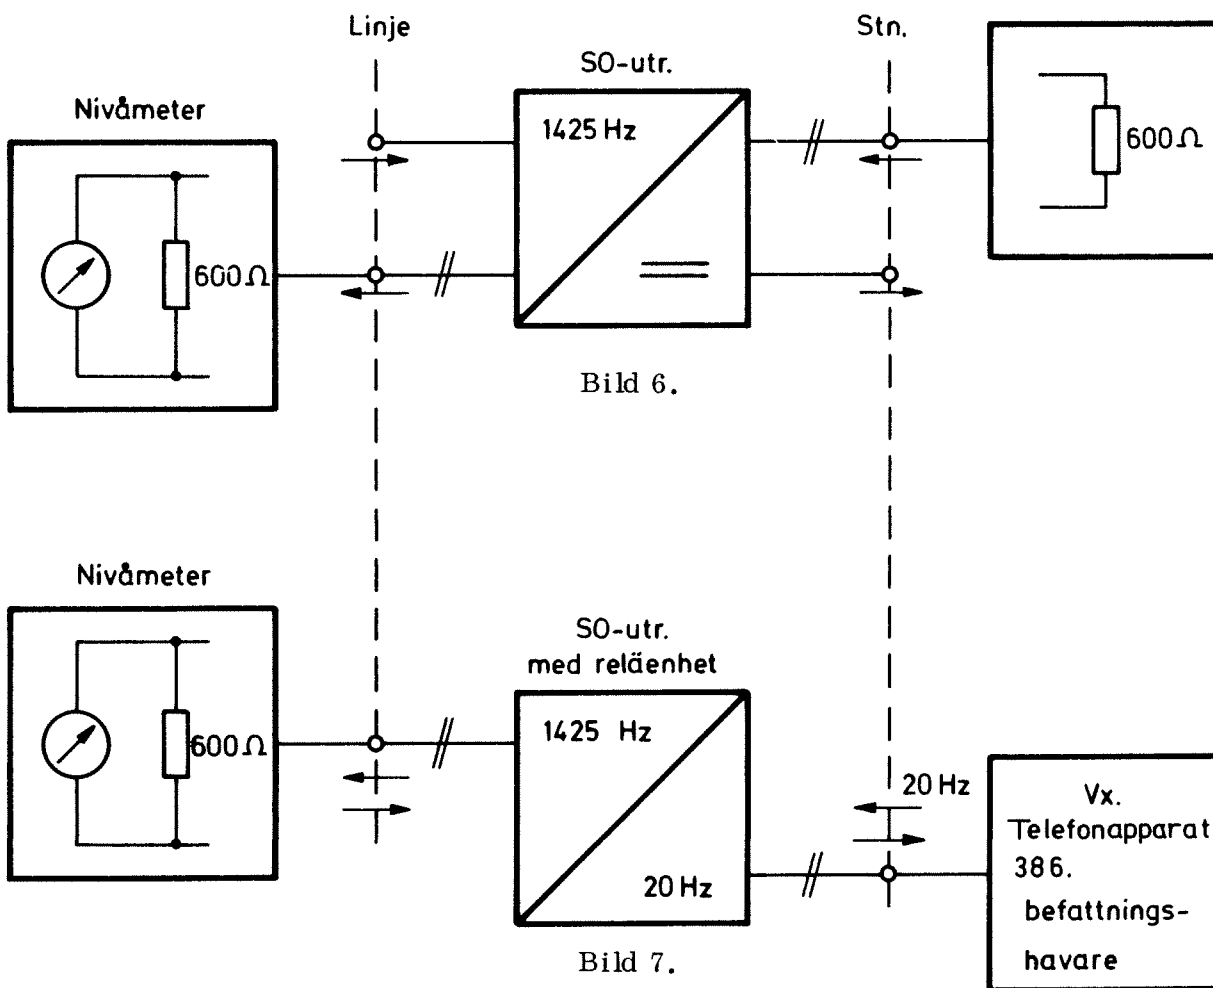 Linje
Stn.
SO-utr.
Nivåmeter
1425 Hz
600 Ω
600 Ω
Bild 6.
Nivåmeter
SO-utr.
med reläenhet
1425 Hz
600 Ω
20 Hz
20 Hz
Vx.
Telefonapparat
386.
befattnings-
havare
Bild 7.